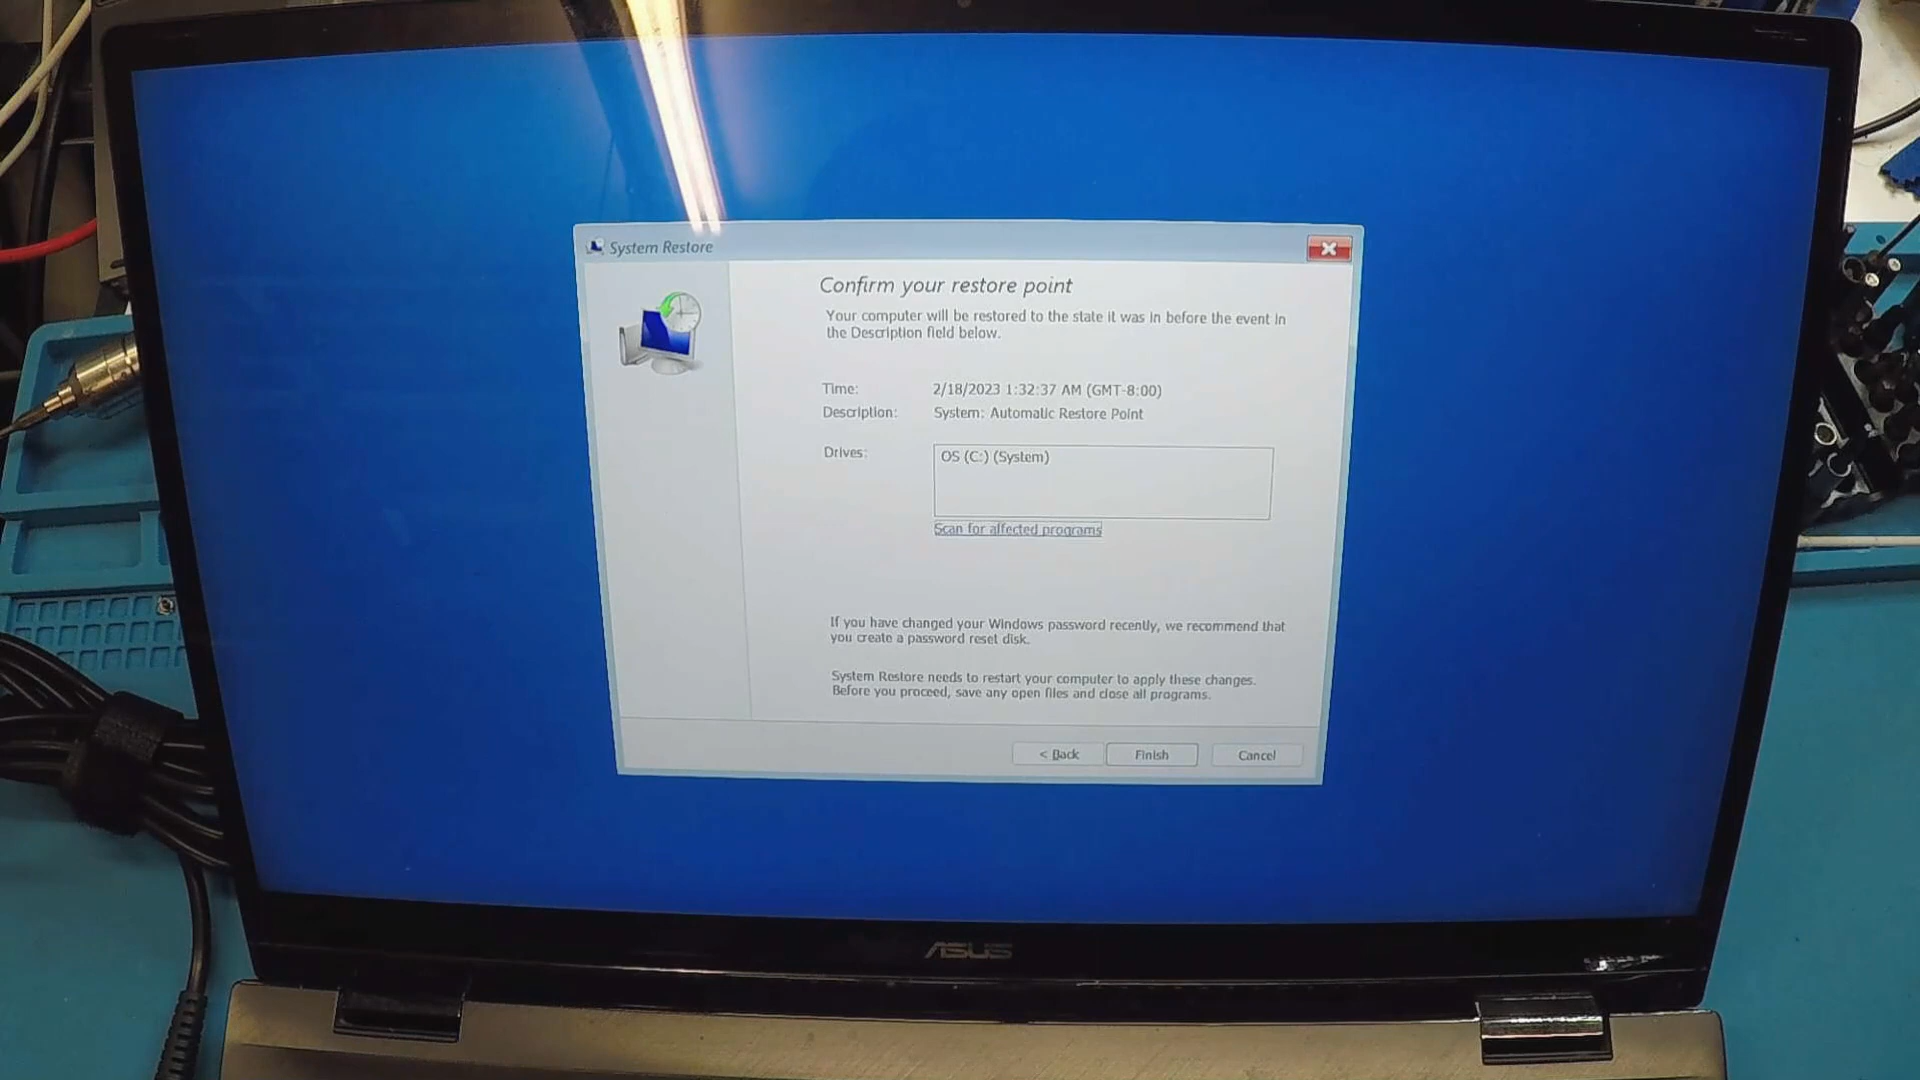 System Restore
Confirm your restore point
Your computer will be restored to the state it was in before the event in
the Description field below.
Time: 2/18/2023 1:32:37 AM (GMT-8:00)
Description: System: Automatic Restore Point
Drives: OS (C:) (System)
Scan for affected programs
If you have changed your Windows password recently, we recommend that
you create a password reset disk.
System Restore needs to restart your computer to apply these changes.
Before you proceed, save any open files and close all programs.
< Back Finish Cancel
ASUS